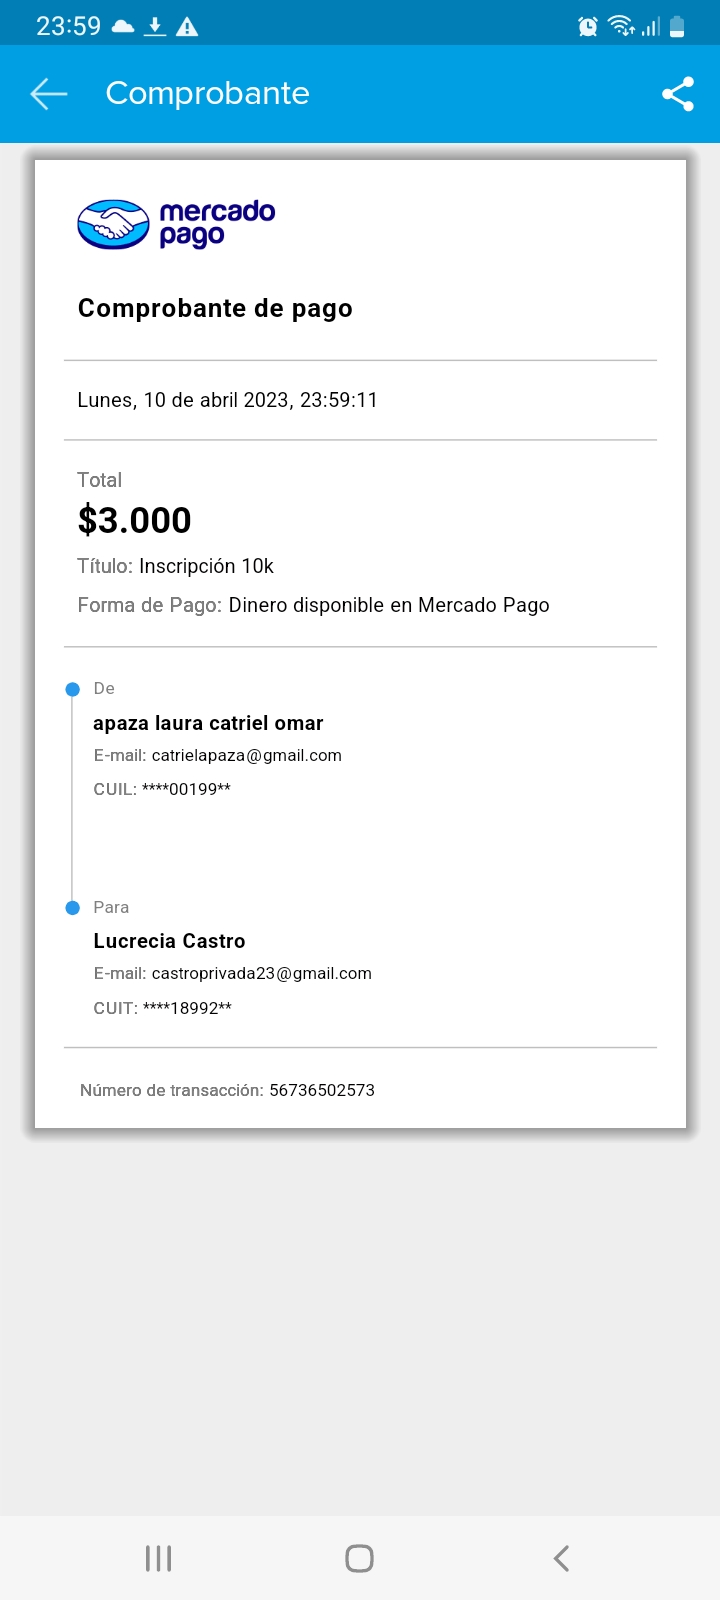 23:59
Comprobante
mercado
pago
Comprobante de pago
Lunes, 10 de abril 2023, 23:59:11
Total
$3.000
Título: Inscripción 10k
Forma de Pago: Dinero disponible en Mercado Pago
De
apaza laura catriel omar
E-mail: catrielapaza@gmail.com
CUIL: ****00199**
Para
Lucrecia Castro
E-mail: castroprivada23@gmail.com
CUIT: ****18992**
Número de transacción: 56736502573